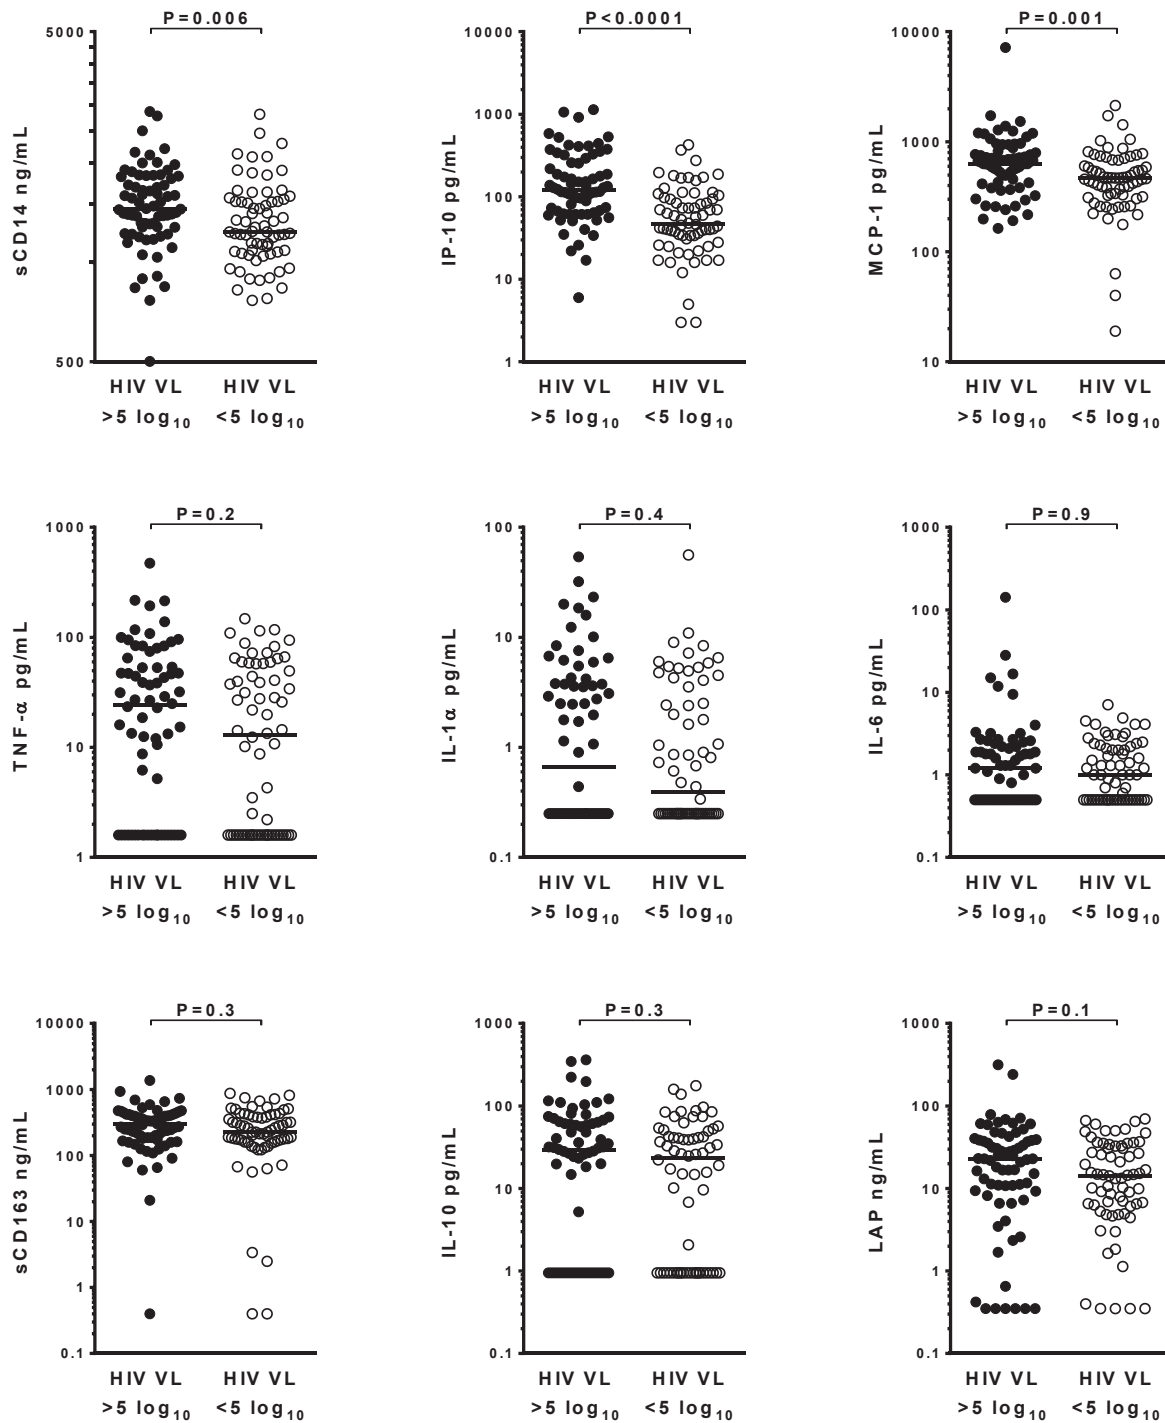 P=0.006
5000
500
sCD14 ng/mL
HIV VL HIV VL
>5 log10 <5 log10
P<0.0001
10000
1000
100
10
1
IP-10 pg/mL
HIV VL HIV VL
>5 log10 <5 log10
P=0.001
10000
1000
100
10
MCP-1 pg/mL
HIV VL HIV VL
>5 log10 <5 log10
P=0.2
1000
100
10
1
TNF-α pg/mL
HIV VL HIV VL
>5 log10 <5 log10
P=0.4
100
10
1
0.1
IL-1α pg/mL
HIV VL HIV VL
>5 log10 <5 log10
P=0.9
1000
100
10
1
0.1
IL-6 pg/mL
HIV VL HIV VL
>5 log10 <5 log10
P=0.3
10000
1000
100
10
1
0.1
sCD163 ng/mL
HIV VL HIV VL
>5 log10 <5 log10
P=0.3
1000
100
10
1
0.1
IL-10 pg/mL
HIV VL HIV VL
>5 log10 <5 log10
P=0.1
1000
100
10
1
0.1
LAP ng/mL
HIV VL HIV VL
>5 log10 <5 log10